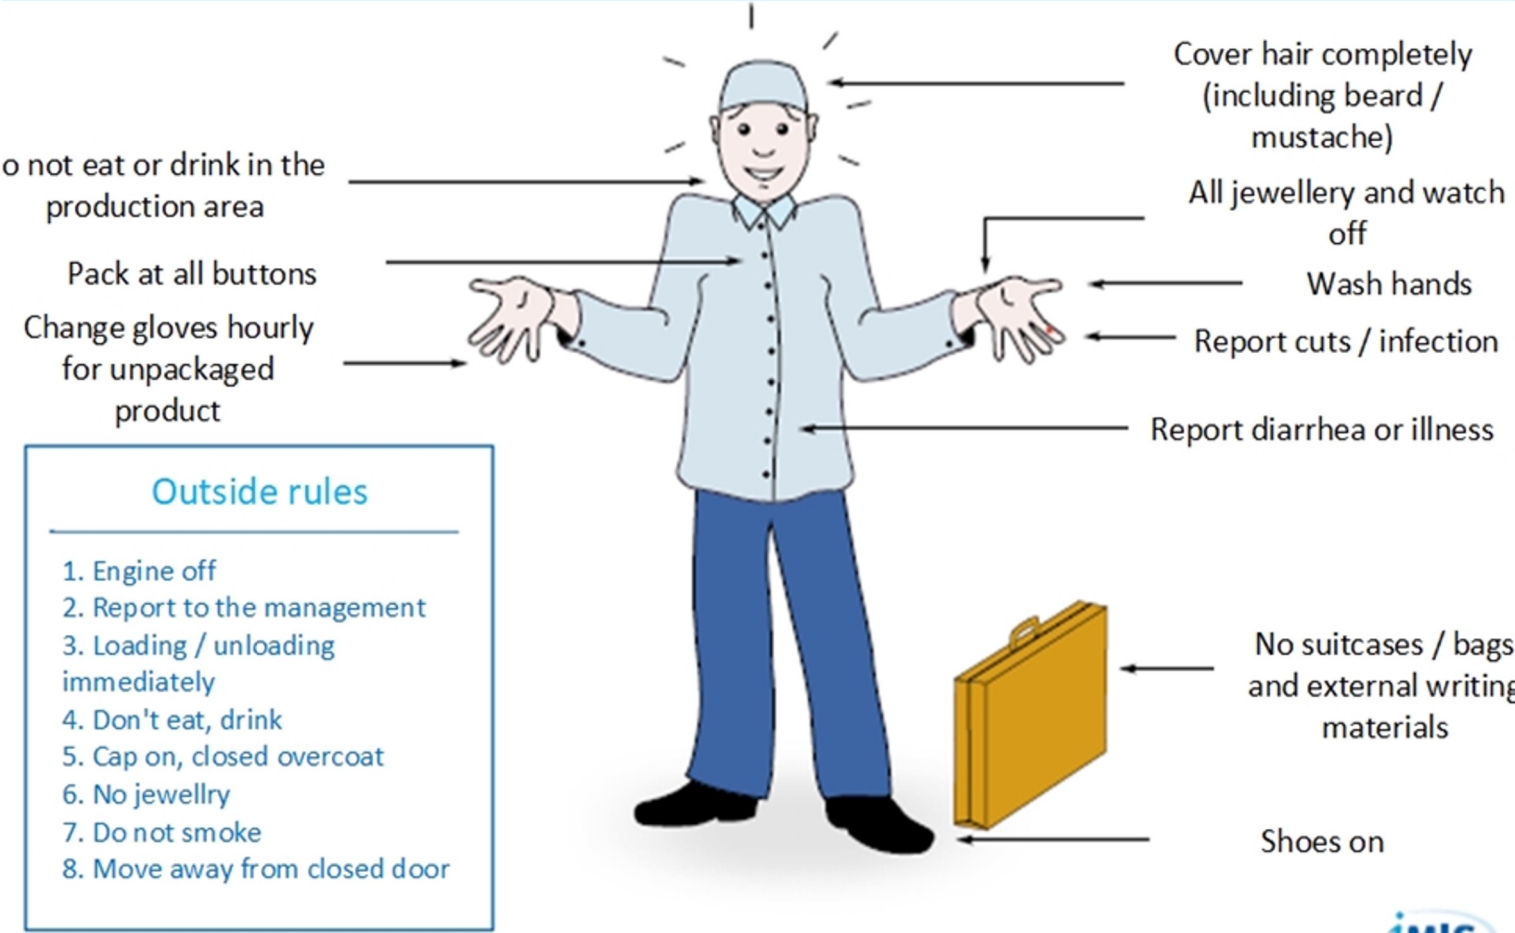 o not eat or drink in the
production area
Pack at all buttons
Change gloves hourly
for unpackaged
product
Cover hair completely
(including beard /
mustache)
All jewellery and watch
off
Wash hands
Report cuts / infection
Report diarrhea or illness
No suitcases / bags
and external writing
materials
Shoes on
Outside rules
1. Engine off
2. Report to the management
3. Loading / unloading
immediately
4. Don't eat, drink
5. Cap on, closed overcoat
6. No jewellry
7. Do not smoke
8. Move away from closed door